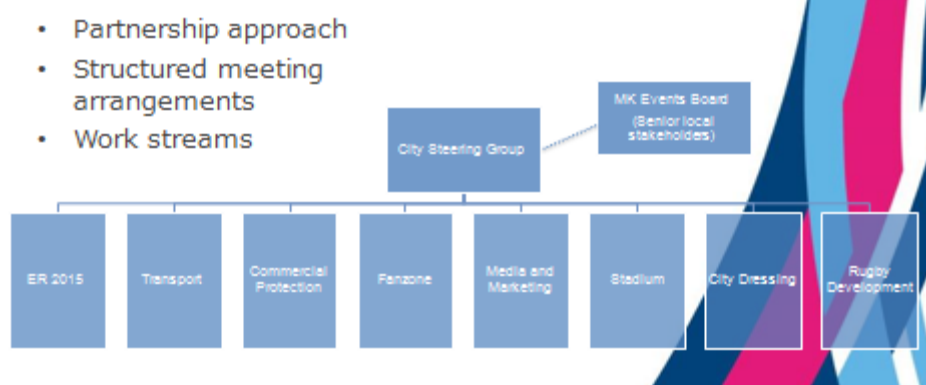 • Partnership approach
• Structured meeting
arrangements
• Work streams
MK Events Board
(Senior local
stakeholders)
City Steering Group
ER 2015
Transport
Commercial
Protection
Fanzone
Media and
Marketing
Stadium
City Dressing
Rugby
Development